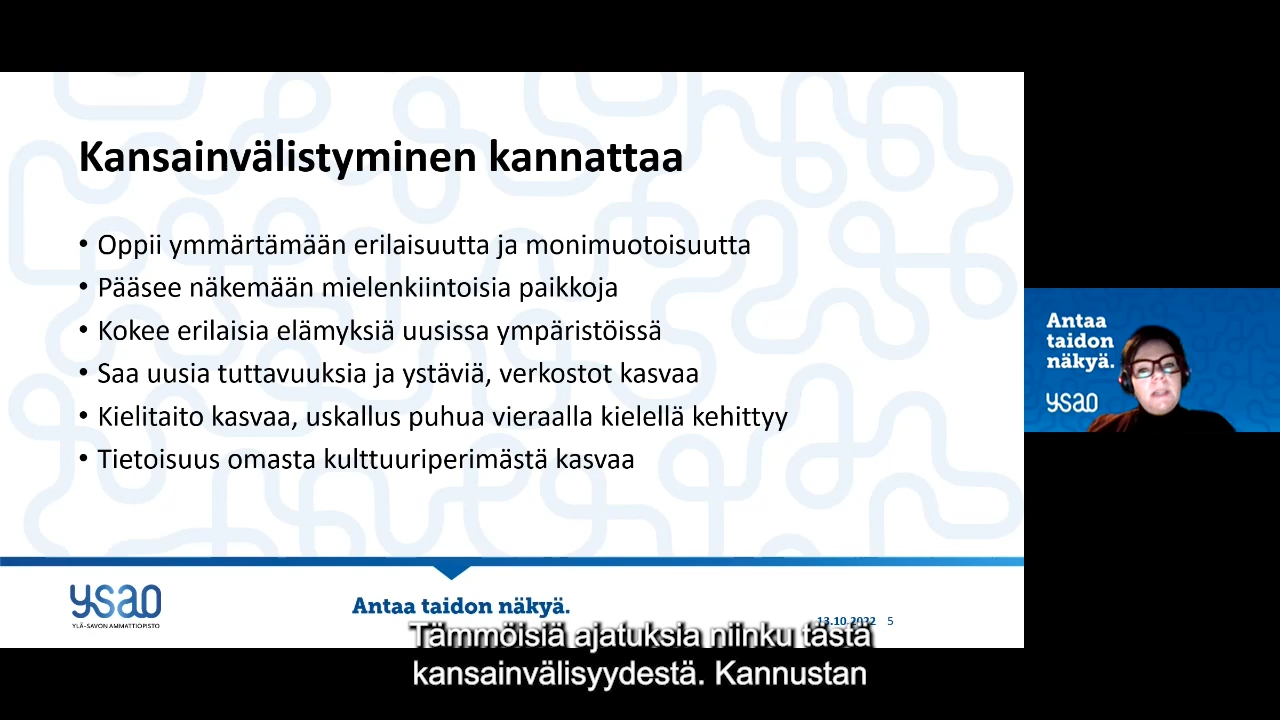 Kansainvälistyminen kannattaa
• Oppii ymmärtämään erilaisuutta ja monimuotoisuutta
• Pääsee näkemään mielenkiintoisia paikkoja
• Kokee erilaisia elämyksiä uusissa ympäristöissä
• Saa uusia tuttavuuksia ja ystäviä, verkostot kasvaa
• Kielitaito kasvaa, uskallus puhua vieraalla kielellä kehittyy
• Tietoisuus omasta kulttuuriperimästä kasvaa
Antaa
taidon
näkyä.
ysao
ysao
YLÄ-SAVON AMMATTIOPISTO
Antaa taidon näkyä.
13.10.2022 5
Tämmöisiä ajatuksia niinku tästä
kansainvälisyydestä. Kannustan